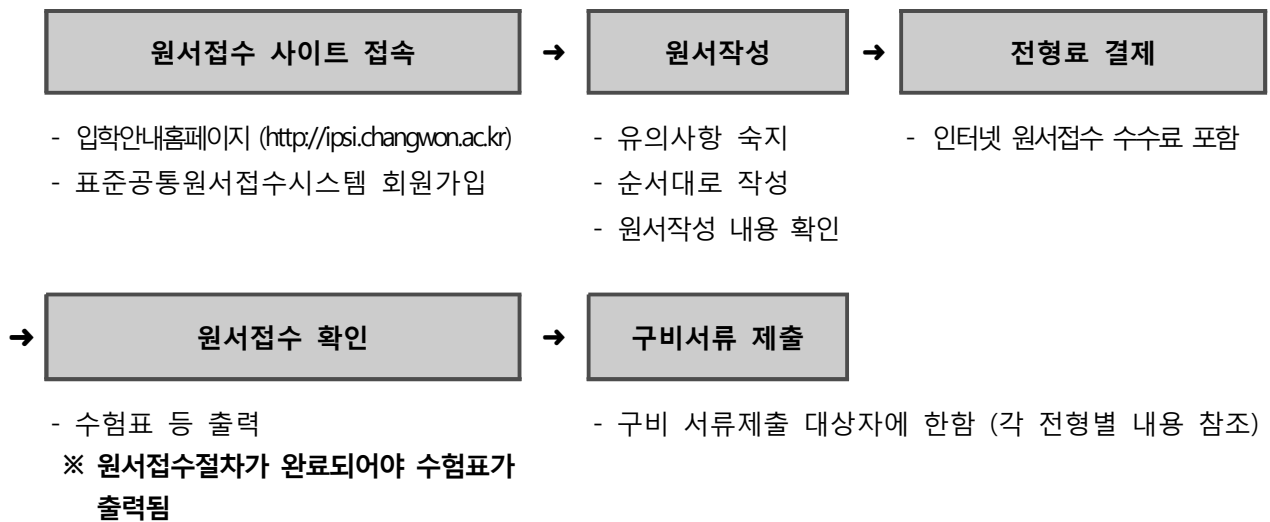 원서접수 사이트 접속 ➜ 원서작성 ➜ 전형료 결제
- 입학안내홈페이지 (http://ipsi.changwon.ac.kr)
- 표준공통원서접수시스템 회원가입
- 유의사항 숙지
- 순서대로 작성
- 원서작성 내용 확인
- 인터넷 원서접수 수수료 포함
➜ 원서접수 확인 ➜ 구비서류 제출
- 수험표 등 출력
※ 원서접수절차가 완료되어야 수험표가
출력됨
- 구비 서류제출 대상자에 한함 (각 전형별 내용 참조)